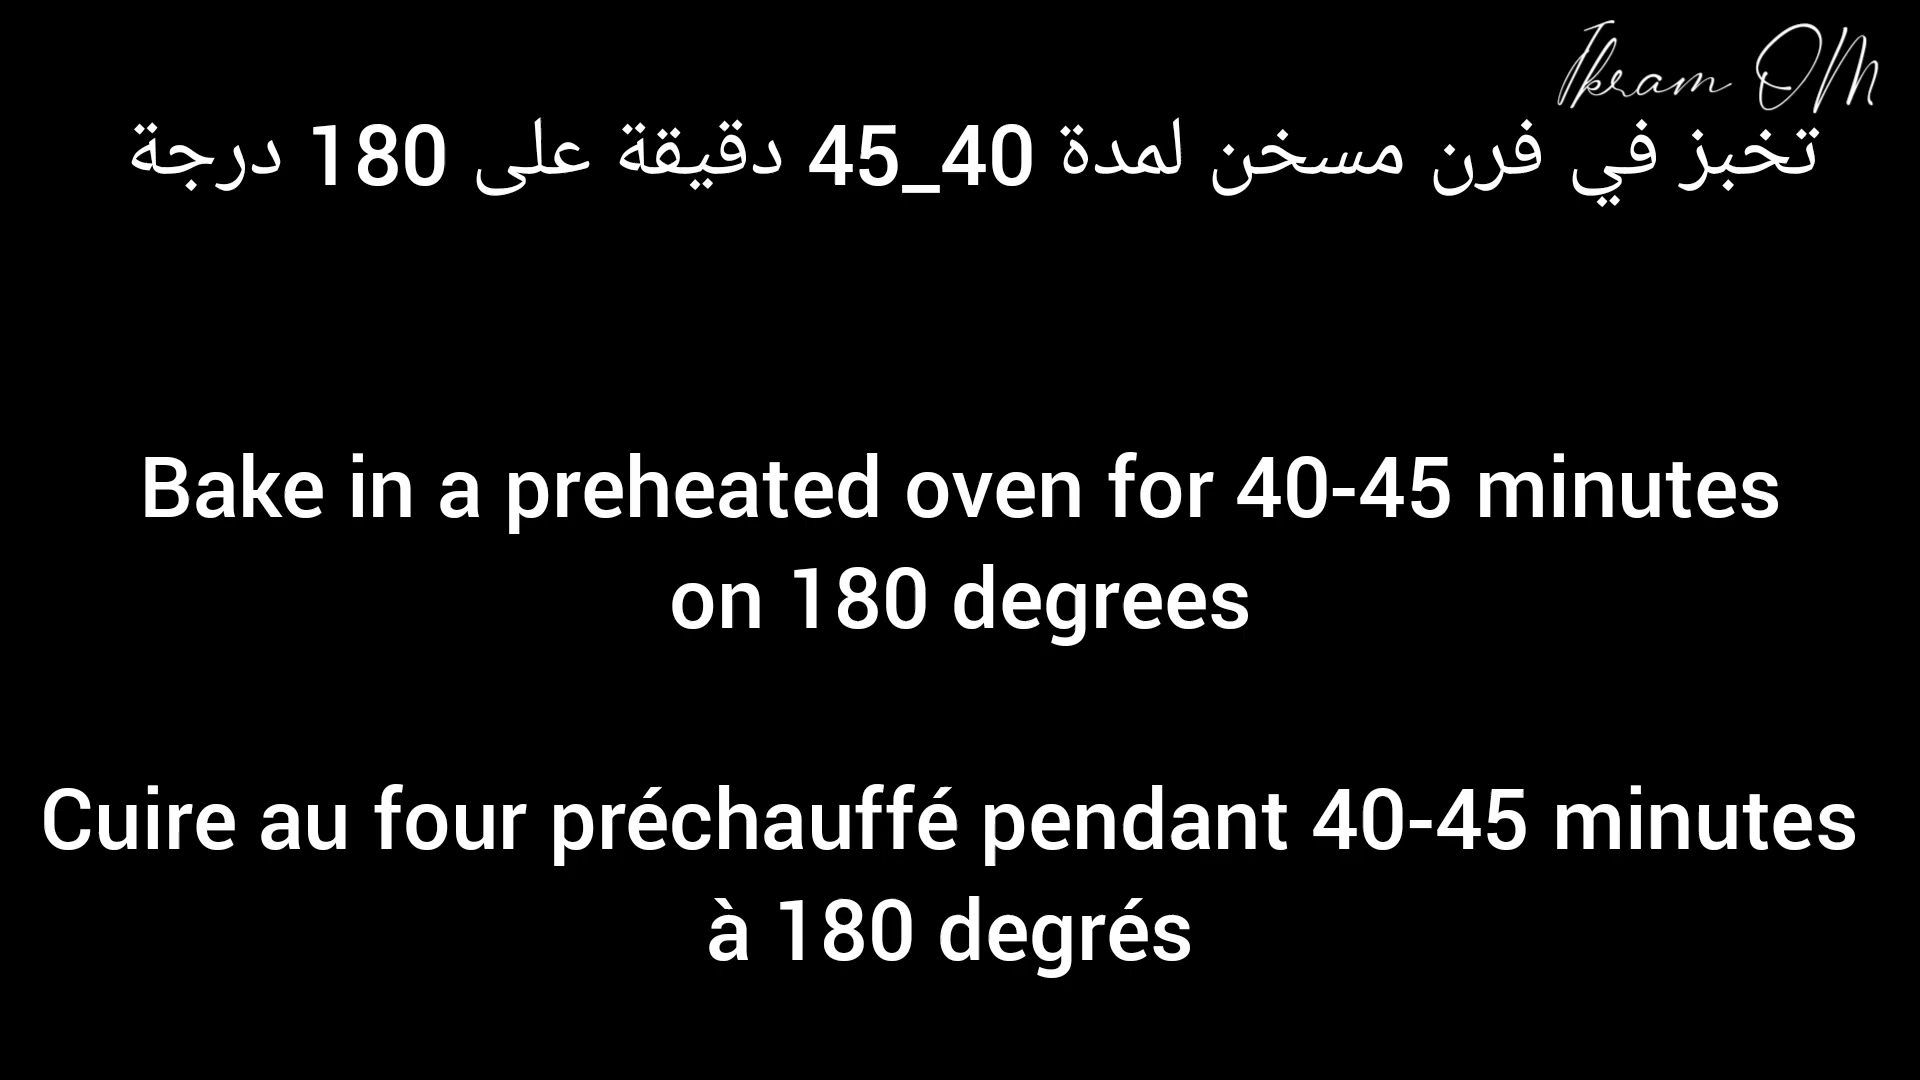 Ikram OM
تخبز في فرن مسخن لمدة 40_45 دقيقة على 180 درجة
Bake in a preheated oven for 40-45 minutes
on 180 degrees
Cuire au four préchauffé pendant 40-45 minutes
à 180 degrés